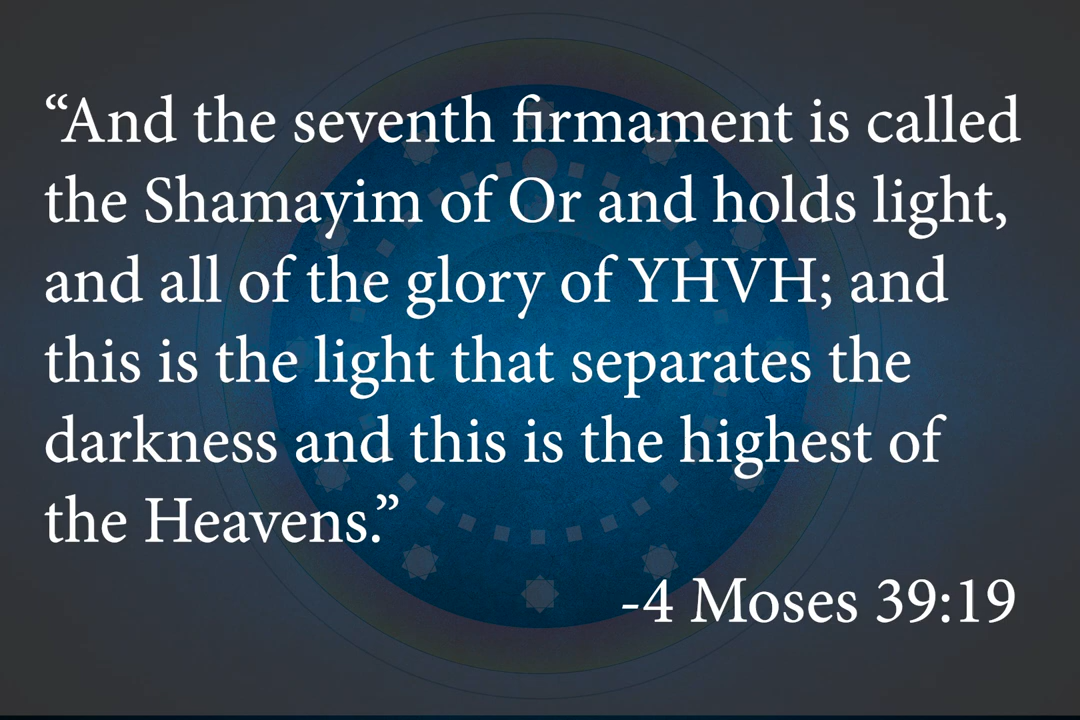 “And the seventh firmament is called
the Shamayim of Or and holds light,
and all of the glory of YHVH; and
this is the light that separates the
darkness and this is the highest of
the Heavens.”
-4 Moses 39:19